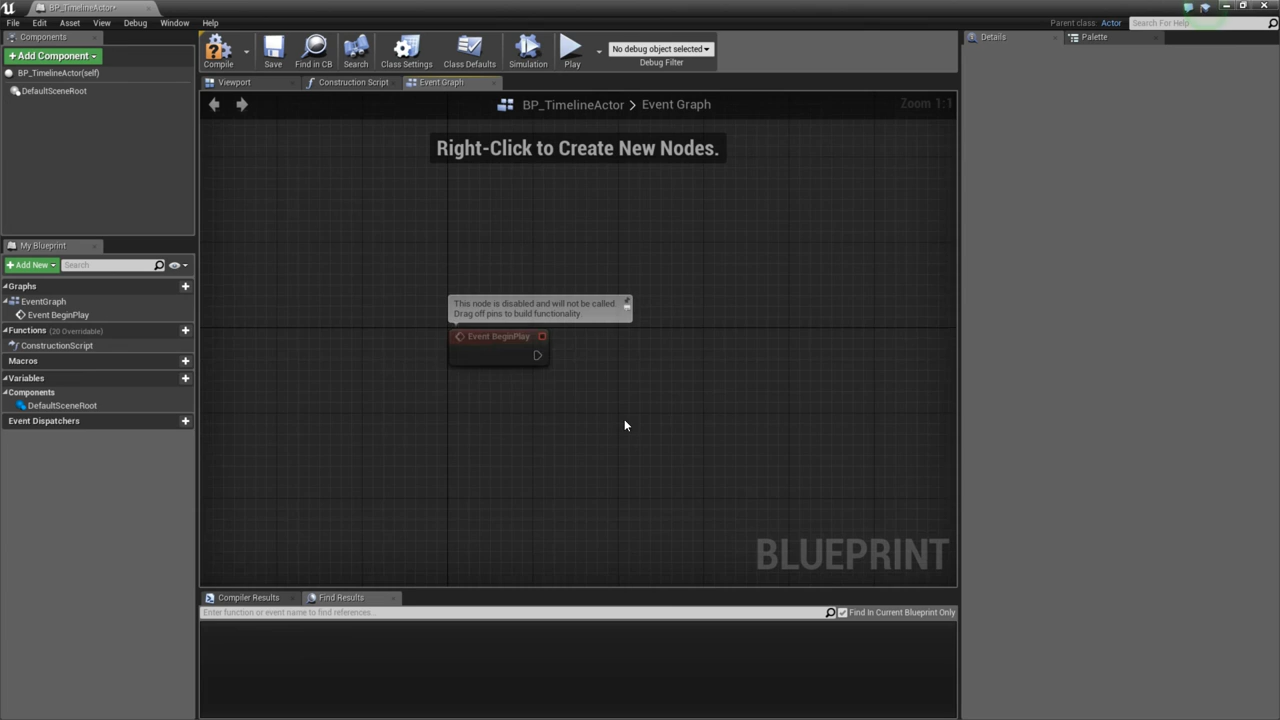 BP_TimelineActor*
File Edit Asset View Debug Window Help
Parent class: Actor Search For Help
Components
+Add Component
BP_TimelineActor(self)
DefaultSceneRoot
Compile Save Find in CB Search Class Settings Class Defaults Simulation Play
No debug object selected
Debug Filter
Viewport Construction Script Event Graph
BP_TimelineActor > Event Graph
Zoom 1:1
Right-Click to Create New Nodes.
This node is disabled and will not be called.
Drag off pins to build functionality.
Event BeginPlay
BLUEPRINT
My Blueprint
+Add New Search
Graphs
EventGraph
Event BeginPlay
Functions (20 Overridable)
ConstructionScript
Macros
Variables
Components
DefaultSceneRoot
Event Dispatchers
Compiler Results Find Results
Enter function or event name to find references...
Find In Current Blueprint Only
Details Palette